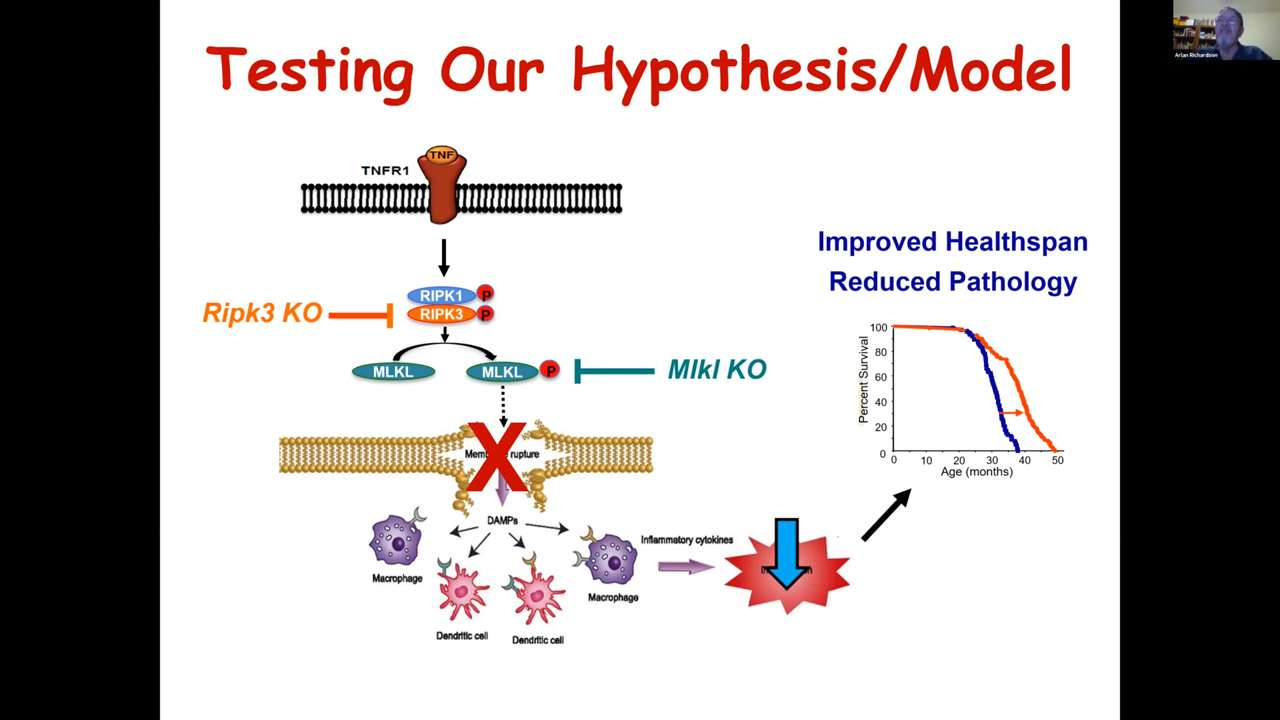 Testing Our Hypothesis/Model
Arlan Richardson
TNF
TNFR1
RIPK1 P
Ripk3 KO
RIPK3 P
MLKL
MLKL P
Mlkl KO
Improved Healthspan
Reduced Pathology
Percent Survival
100
80
60
40
20
0
0 10 20 30 40 50
Age (months)
X
rupture
DAMPs
Macrophage
Dendritic cell
Dendritic cell
Macrophage
Inflammatory cytokines